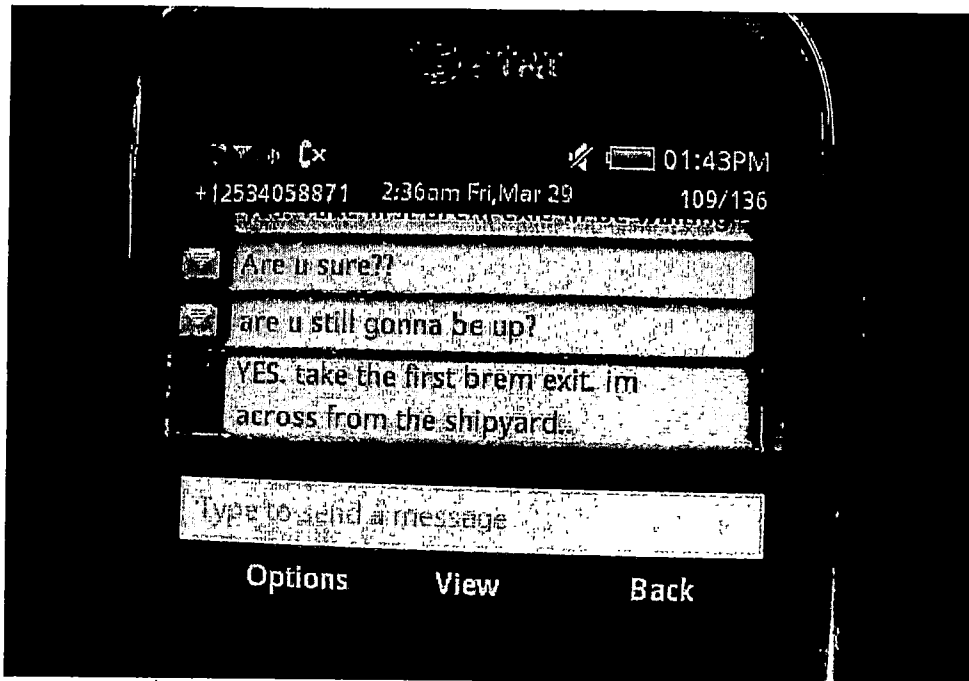 at&t
01:43PM
+12534058871 2:36am Fri,Mar 29 109/136
Are u sure??
are u still gonna be up?
YES. take the first brem exit. im
across from the shipyard..
Type to send a message
Options View Back